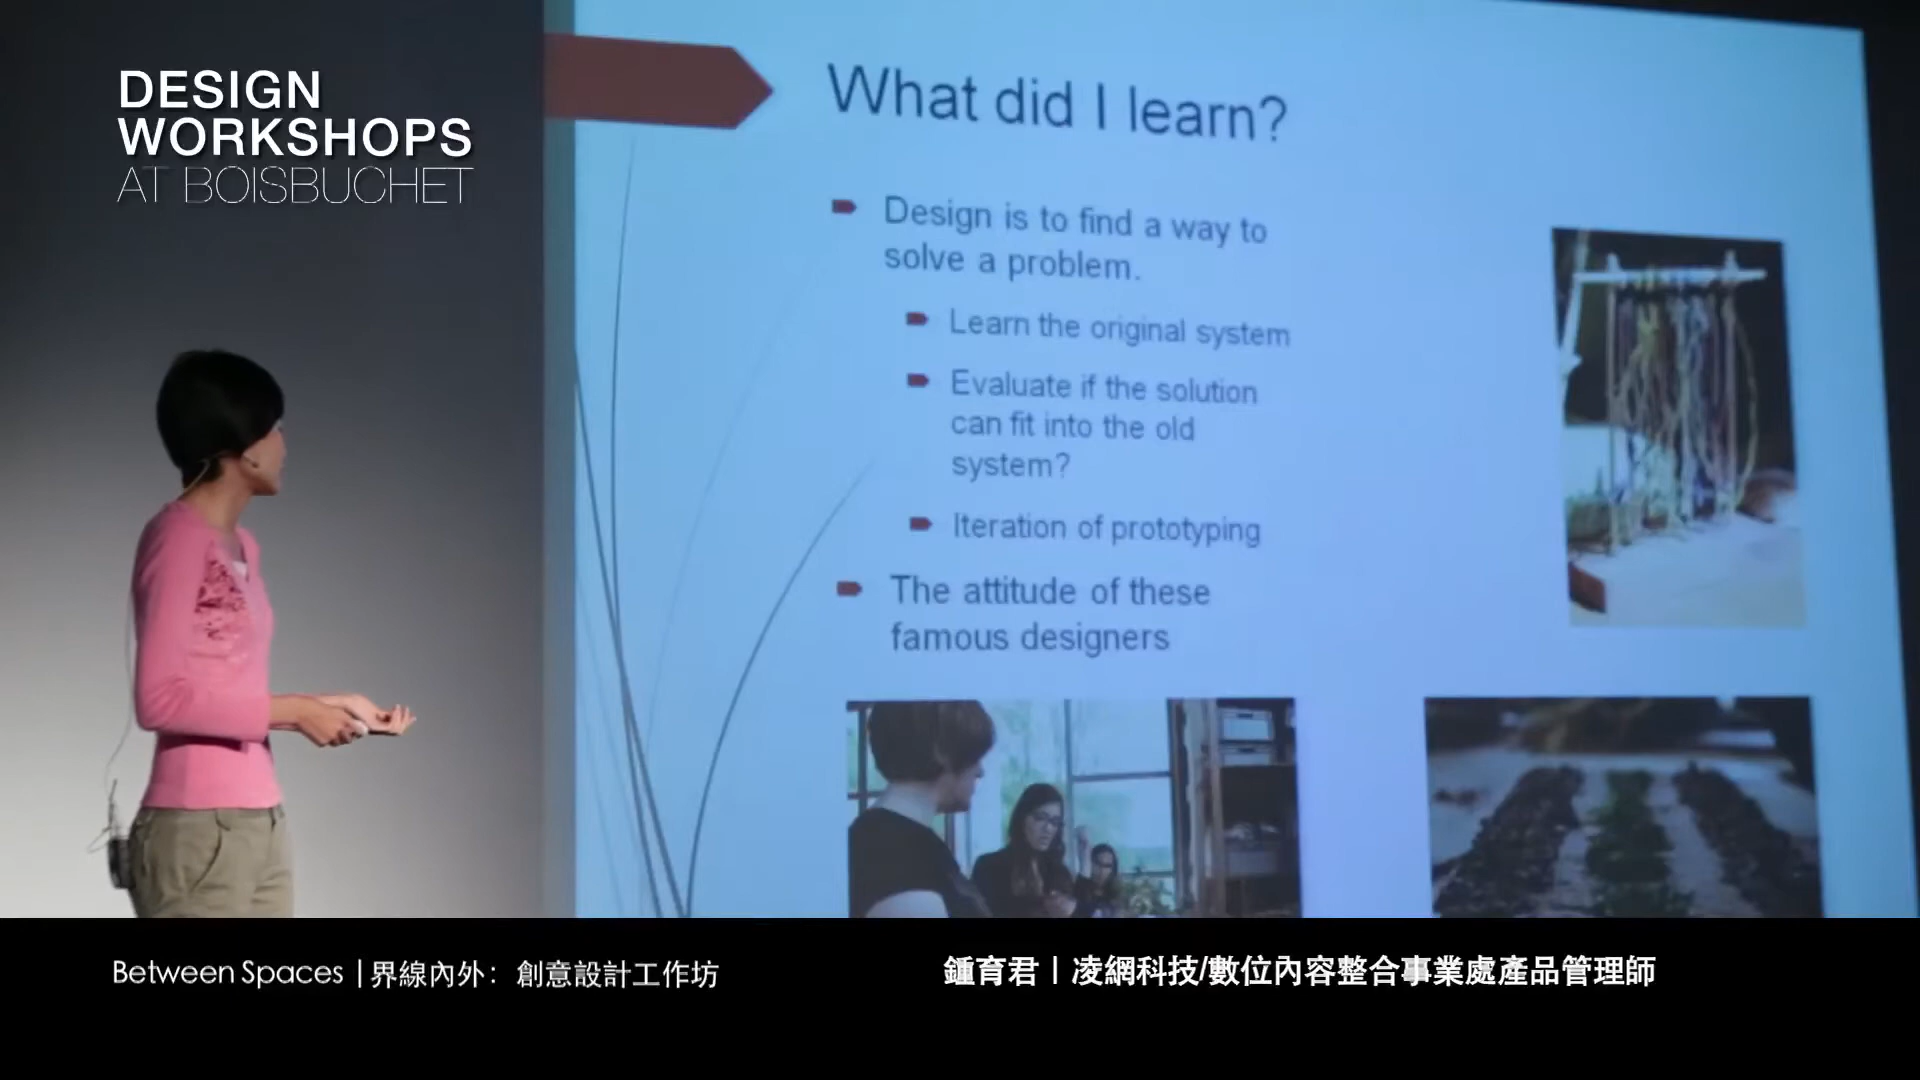 DESIGN
WORKSHOPS
AT BOISBUCHET
What did I learn?
Design is to find a way to
solve a problem.
Learn the original system
Evaluate if the solution
can fit into the old
system?
Iteration of prototyping
The attitude of these
famous designers
Between Spaces | 界線內外：創意設計工作坊
鍾育君 | 凌網科技/數位內容整合事業處產品管理師